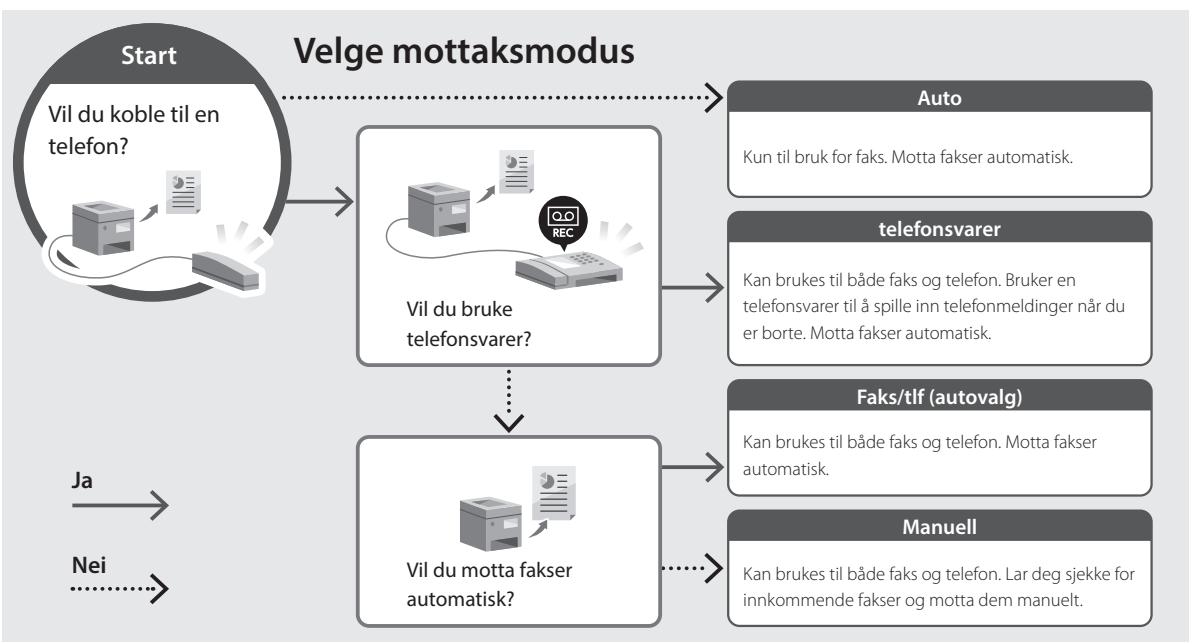 Start
Velge mottaksmodus
Vil du koble til en
telefon?
Auto
Kun til bruk for faks. Motta fakser automatisk.
REC
Vil du bruke
telefonsvarer?
telefonsvarer
Kan brukes til både faks og telefon. Bruker en
telefonsvarer til å spille inn telefonmeldinger når du
er borte. Motta fakser automatisk.
Faks/tlf (autovalg)
Kan brukes til både faks og telefon. Motta fakser
automatisk.
Vil du motta fakser
automatisk?
Manuell
Kan brukes til både faks og telefon. Lar deg sjekke for
innkommende fakser og motta dem manuelt.
Ja
Nei